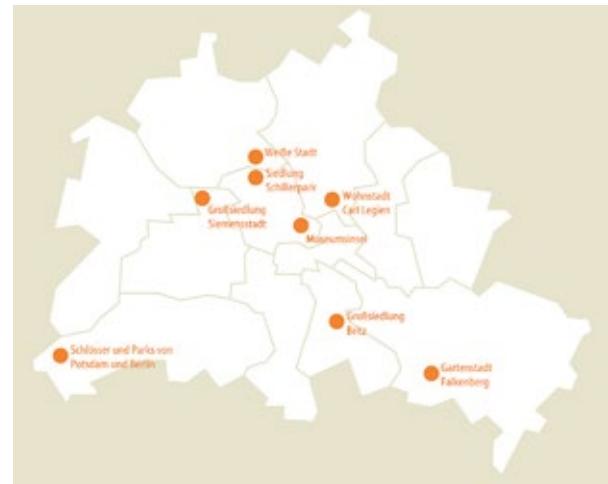 Weiße Stadt
Siedlung
Schillerpark
Wohnstadt
Carl Legien
Großsiedlung
Siemensstadt
Museumsinsel
Großsiedlung
Britz
Schlösser und Parks von
Potsdam und Berlin
Gartenstadt
Falkenberg